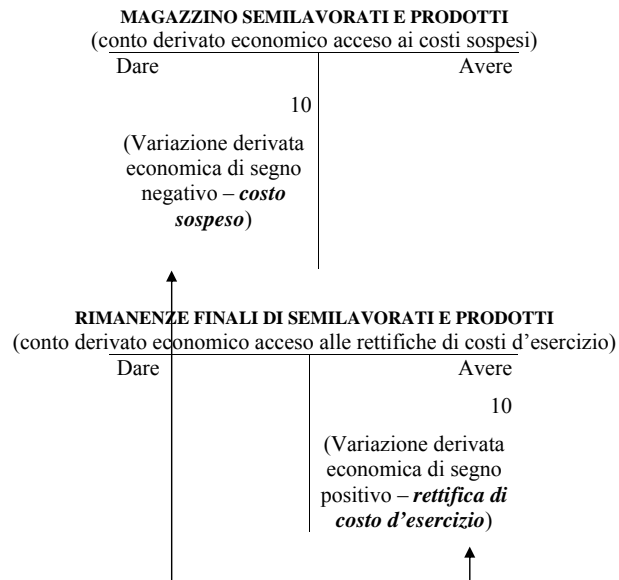 MAGAZZINO SEMILAVORATI E PRODOTTI
(conto derivato economico acceso ai costi sospesi)
Dare Avere
10
(Variazione derivata
economica di segno
negativo – costo
sospeso)
RIMANENZE FINALI DI SEMILAVORATI E PRODOTTI
(conto derivato economico acceso alle rettifiche di costi d’esercizio)
Dare Avere
10
(Variazione derivata
economica di segno
positivo – rettifica di
costo d’esercizio)